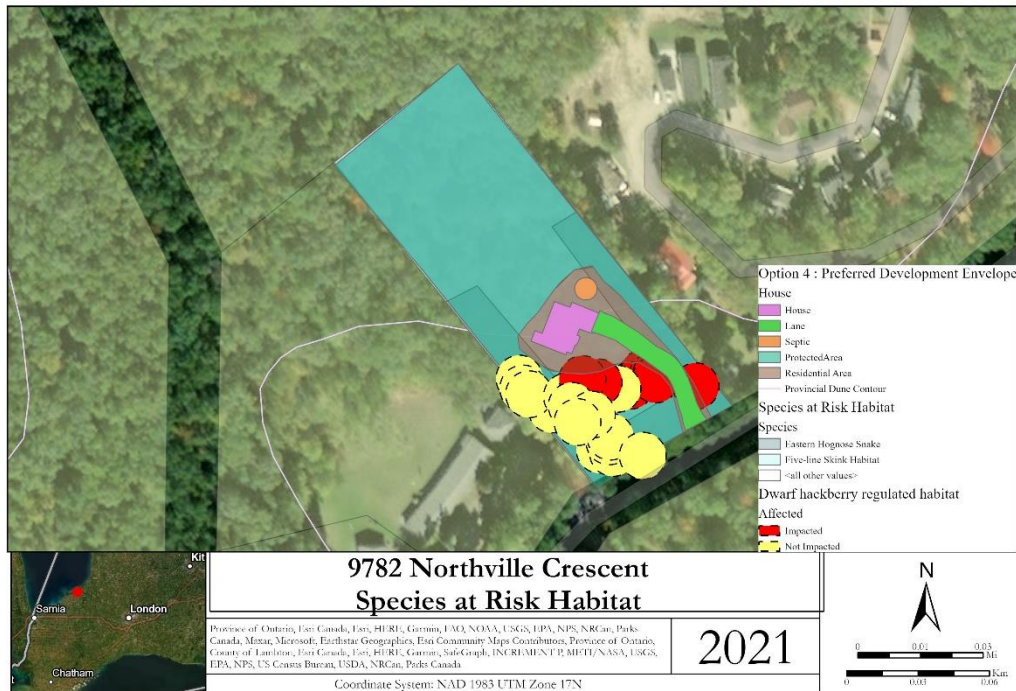 Option 4 : Preferred Development Envelope
House
House
Lane
Septic
ProtectedArea
Residential Area
Provincial Dune Contour
Species at Risk Habitat
Species
Eastern Hognose Snake
Five-line Skink Habitat
<all other values>
Dwarf hackberry regulated habitat
Affected
Impacted
Not Impacted
Kit
Sarnia
London
Chatham
9782 Northville Crescent
Species at Risk Habitat
Province of Ontario, Esri Canada, Esri, HERE, Garmin, FAO, NOAA, USGS, EPA, NPS, NRCan, Parks
Canada, Maxar, Microsoft, Earthstar Geographics, Esri Community Maps Contributors, Province of Ontario,
County of Lambton, Esri Canada, Esri, HERE, Garmin, SafeGraph, INCREMENT P, METI/NASA, USGS,
EPA, NPS, US Census Bureau, USDA, NRCan, Parks Canada
Coordinate System: NAD 1983 UTM Zone 17N
2021
N
0 0.01 0.03
Mi
0 0.03 0.06
Km